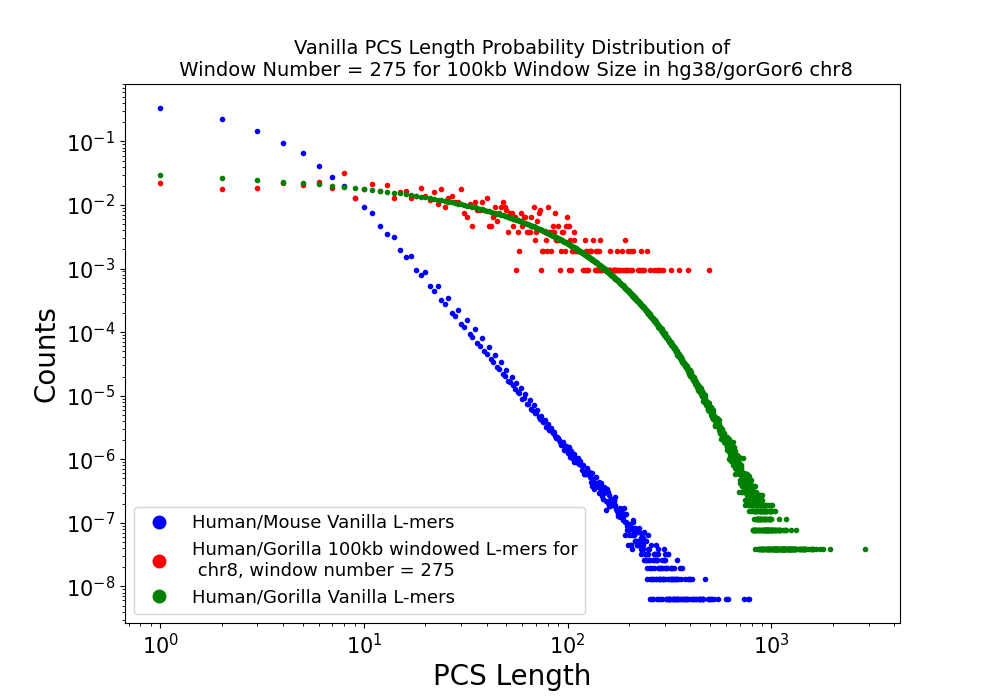 Vanilla PCS Length Probability Distribution of
Window Number = 275 for 100kb Window Size in hg38/gorGor6 chr8
Counts
10⁻¹
10⁻²
10⁻³
10⁻⁴
10⁻⁵
10⁻⁶
10⁻⁷
10⁻⁸
Human/Mouse Vanilla L-mers
Human/Gorilla 100kb windowed L-mers for
chr8, window number = 275
Human/Gorilla Vanilla L-mers
10⁰ 10¹ 10² 10³
PCS Length